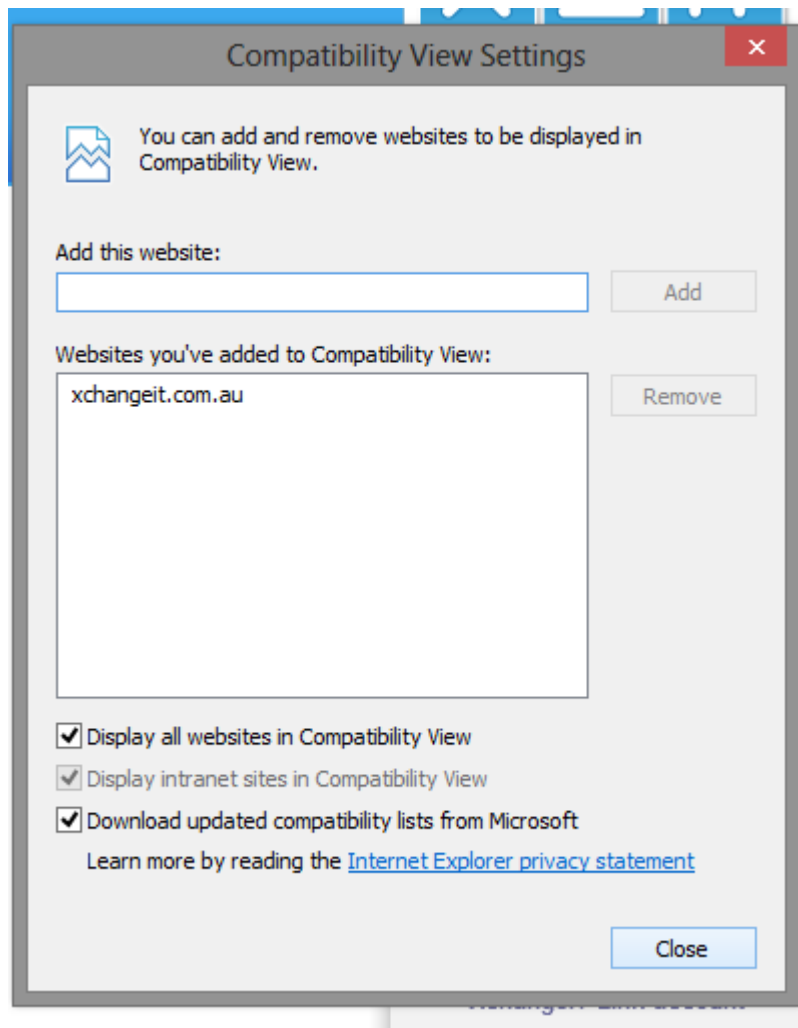 Compatibility View Settings
You can add and remove websites to be displayed in
Compatibility View.
Add this website:
Add
Websites you've added to Compatibility View:
xchangeit.com.au
Remove
Display all websites in Compatibility View
Display intranet sites in Compatibility View
Download updated compatibility lists from Microsoft
Learn more by reading the Internet Explorer privacy statement
Close